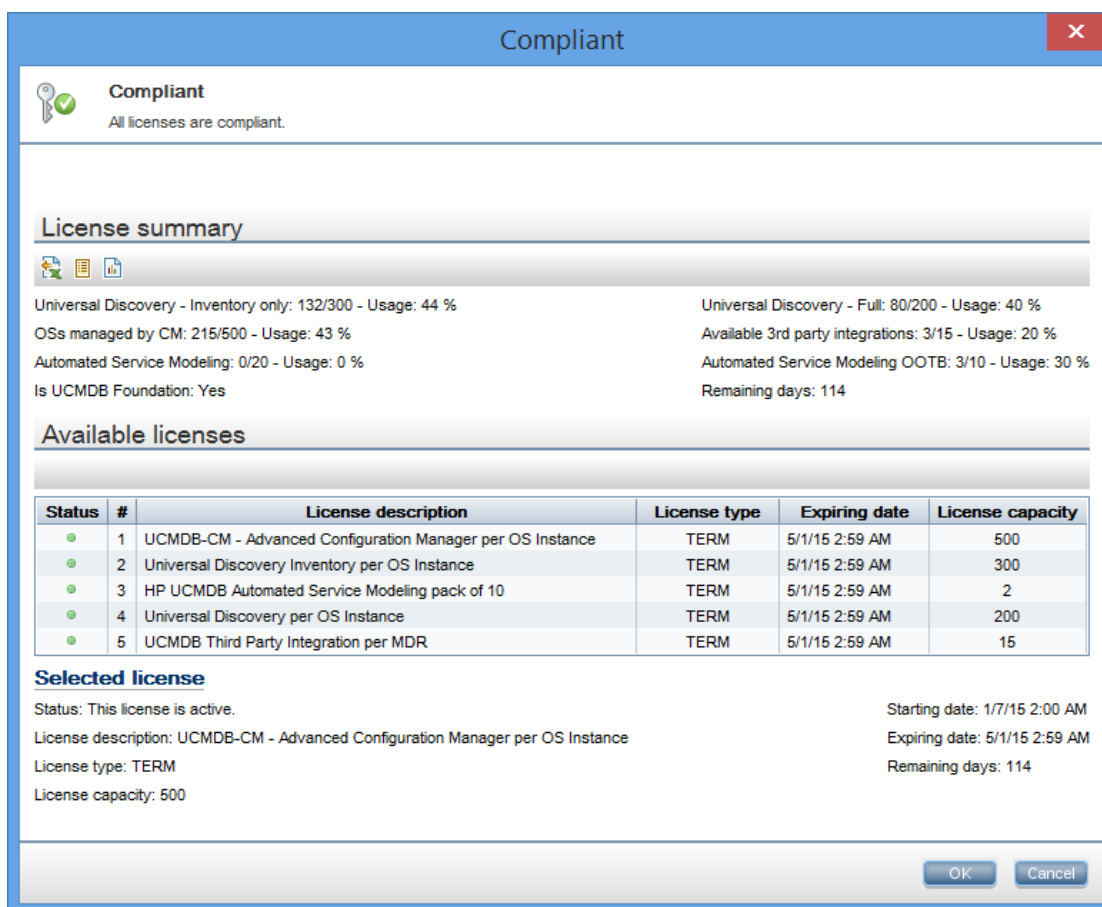 Compliant
Compliant
All licenses are compliant.
License summary
Universal Discovery - Inventory only: 132/300 - Usage: 44 %
Universal Discovery - Full: 80/200 - Usage: 40 %
OSs managed by CM: 215/500 - Usage: 43 %
Available 3rd party integrations: 3/15 - Usage: 20 %
Automated Service Modeling: 0/20 - Usage: 0 %
Automated Service Modeling OOTB: 3/10 - Usage: 30 %
Is UCMDB Foundation: Yes
Remaining days: 114
Available licenses
Status # License description License type Expiring date License capacity
1 UCMDB-CM - Advanced Configuration Manager per OS Instance TERM 5/1/15 2:59 AM 500
2 Universal Discovery Inventory per OS Instance TERM 5/1/15 2:59 AM 300
3 HP UCMDB Automated Service Modeling pack of 10 TERM 5/1/15 2:59 AM 2
4 Universal Discovery per OS Instance TERM 5/1/15 2:59 AM 200
5 UCMDB Third Party Integration per MDR TERM 5/1/15 2:59 AM 15
Selected license
Status: This license is active.
Starting date: 1/7/15 2:00 AM
License description: UCMDB-CM - Advanced Configuration Manager per OS Instance
Expiring date: 5/1/15 2:59 AM
License type: TERM
Remaining days: 114
License capacity: 500
OK Cancel